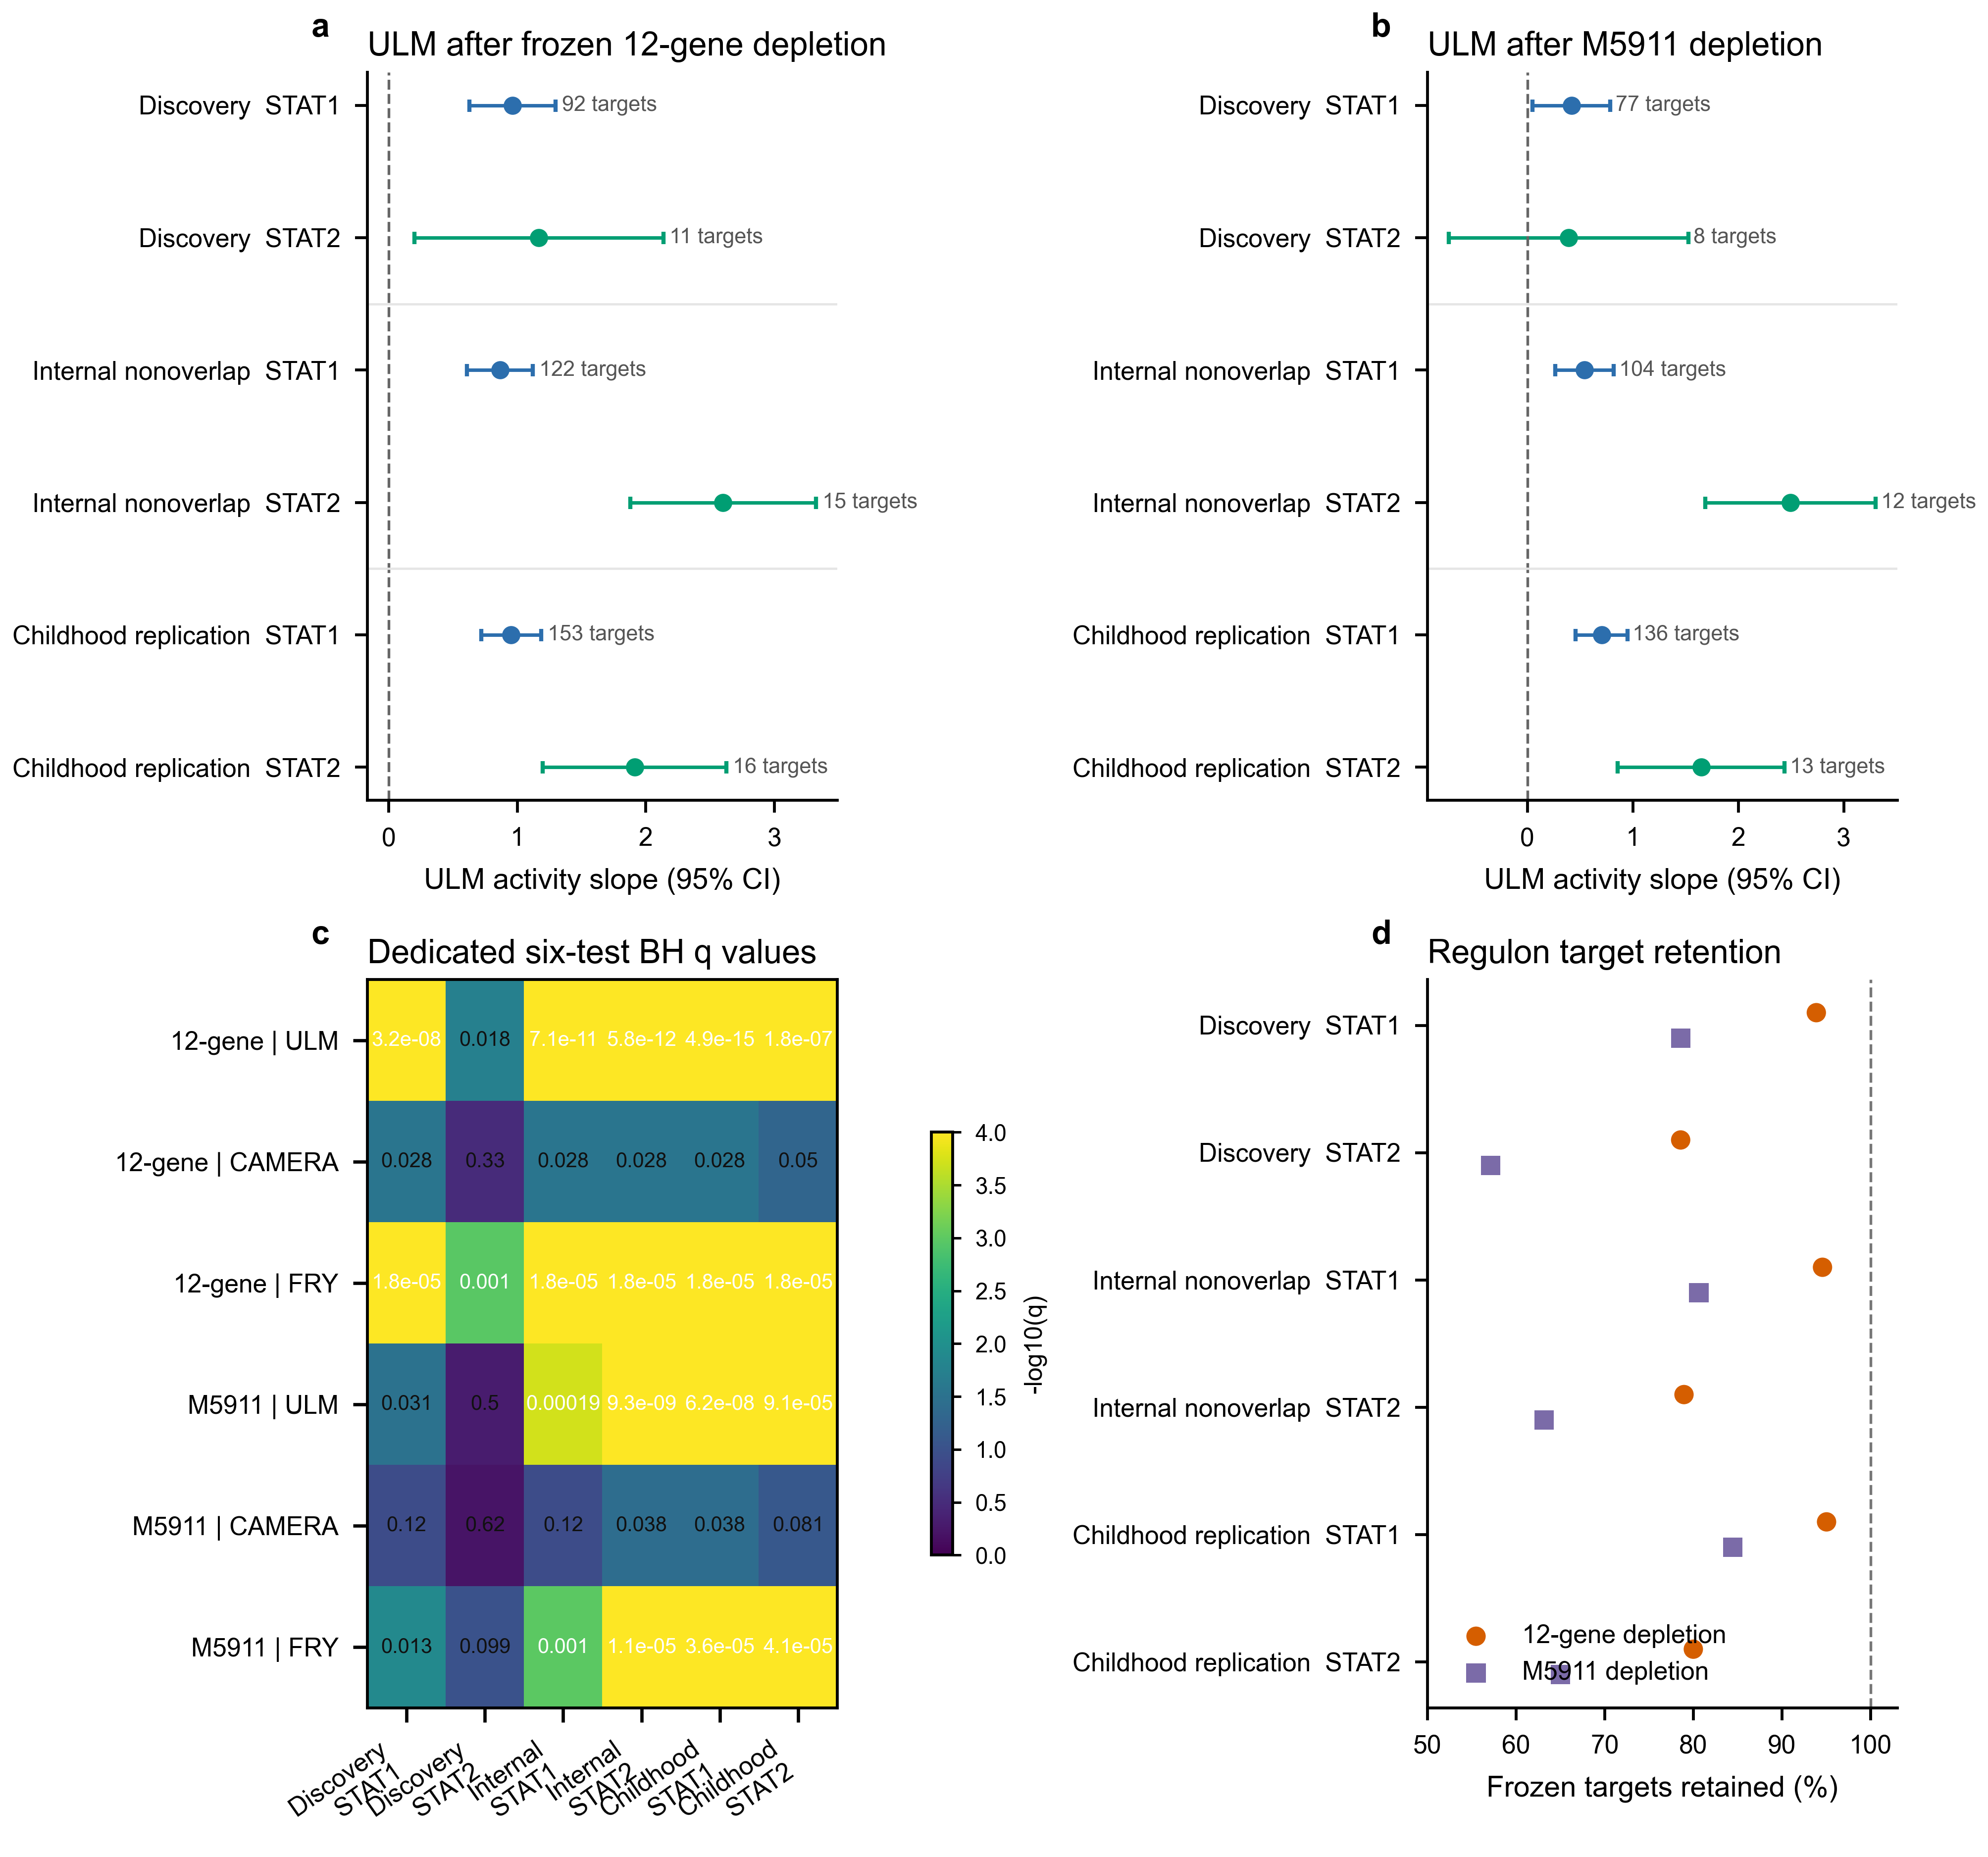 a
ULM after frozen 12-gene depletion
Discovery STAT1
92 targets
Discovery STAT2
11 targets
Internal nonoverlap STAT1
122 targets
Internal nonoverlap STAT2
15 targets
Childhood replication STAT1
153 targets
Childhood replication STAT2
16 targets
0 1 2 3
ULM activity slope (95% CI)
b
ULM after M5911 depletion
Discovery STAT1
77 targets
Discovery STAT2
8 targets
Internal nonoverlap STAT1
104 targets
Internal nonoverlap STAT2
12 targets
Childhood replication STAT1
136 targets
Childhood replication STAT2
13 targets
0 1 2 3
ULM activity slope (95% CI)
c
Dedicated six-test BH q values
12-gene | ULM 3.2e-08 0.018 7.1e-11 5.8e-12 4.9e-15 1.8e-07
12-gene | CAMERA 0.028 0.33 0.028 0.028 0.028 0.05
12-gene | FRY 1.8e-05 0.001 1.8e-05 1.8e-05 1.8e-05 1.8e-05
M5911 | ULM 0.031 0.5 0.00019 9.3e-09 6.2e-08 9.1e-05
M5911 | CAMERA 0.12 0.62 0.12 0.038 0.038 0.081
M5911 | FRY 0.013 0.099 0.001 1.1e-05 3.6e-05 4.1e-05
Discovery
STAT1
Discovery
STAT2
Internal
STAT1
Internal
STAT2
Childhood
STAT1
Childhood
STAT2
4.0
3.5
3.0
2.5
2.0
1.5
1.0
0.5
0.0
-log10(q)
d
Regulon target retention
Discovery STAT1
Discovery STAT2
Internal nonoverlap STAT1
Internal nonoverlap STAT2
Childhood replication STAT1
Childhood replication STAT2
12-gene depletion
M5911 depletion
50 60 70 80 90 100
Frozen targets retained (%)